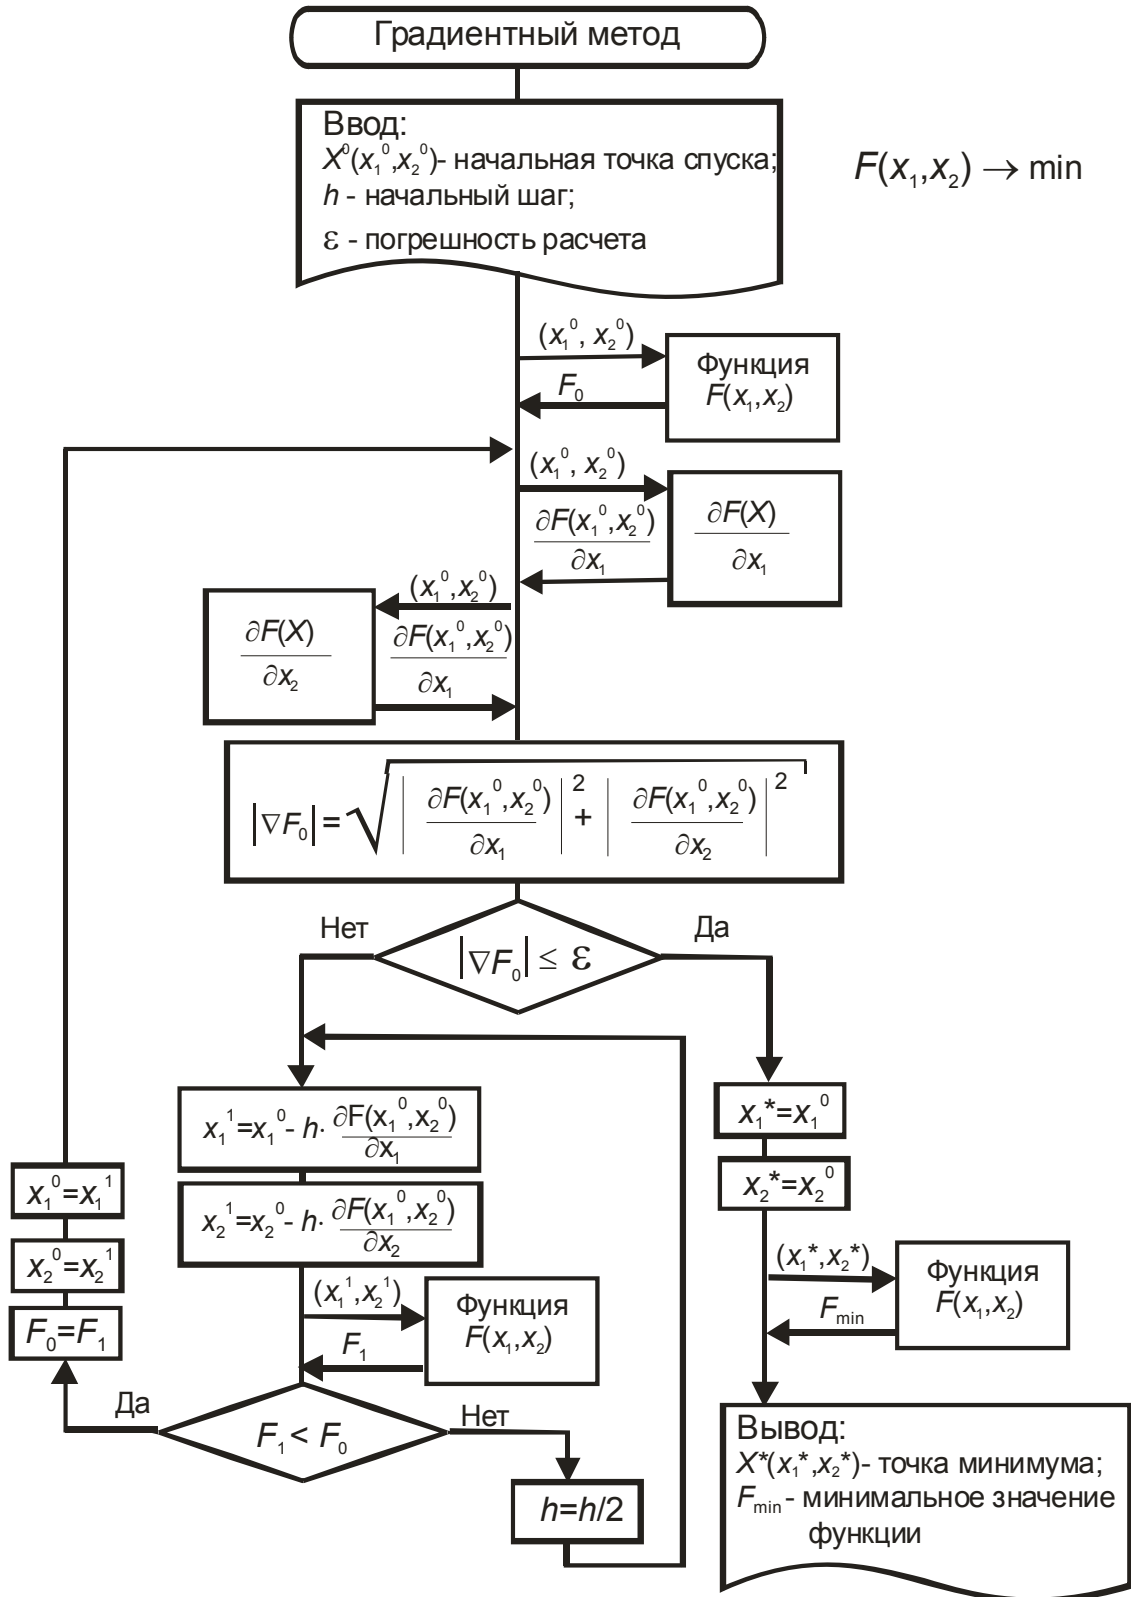 Градиентный метод
Ввод:
X⁰(x₁⁰,x₂⁰)- начальная точка спуска;
h - начальный шаг;
ε - погрешность расчета
F(x₁,x₂) → min
(x₁⁰, x₂⁰)
F₀
Функция
F(x₁,x₂)
(x₁⁰, x₂⁰)
∂F(x₁⁰,x₂⁰)
∂x₁
∂F(X)
∂x₁
(x₁⁰,x₂⁰)
∂F(X)
∂x₂
∂F(x₁⁰,x₂⁰)
∂x₁
|∇F₀| = √ | ∂F(x₁⁰,x₂⁰)/∂x₁ |² + | ∂F(x₁⁰,x₂⁰)/∂x₂ |²
Нет
Да
|∇F₀| ≤ ε
x₁¹=x₁⁰- h· ∂F(x₁⁰,x₂⁰)/∂x₁
x₂¹=x₂⁰- h· ∂F(x₁⁰,x₂⁰)/∂x₂
(x₁¹,x₂¹)
F₁
Функция
F(x₁,x₂)
F₁ < F₀
Да
Нет
h=h/2
x₁⁰=x₁¹
x₂⁰=x₂¹
F₀=F₁
x₁*=x₁⁰
x₂*=x₂⁰
(x₁*,x₂*)
Fmin
Функция
F(x₁,x₂)
Вывод:
X*(x₁*,x₂*)- точка минимума;
Fmin - минимальное значение
функции